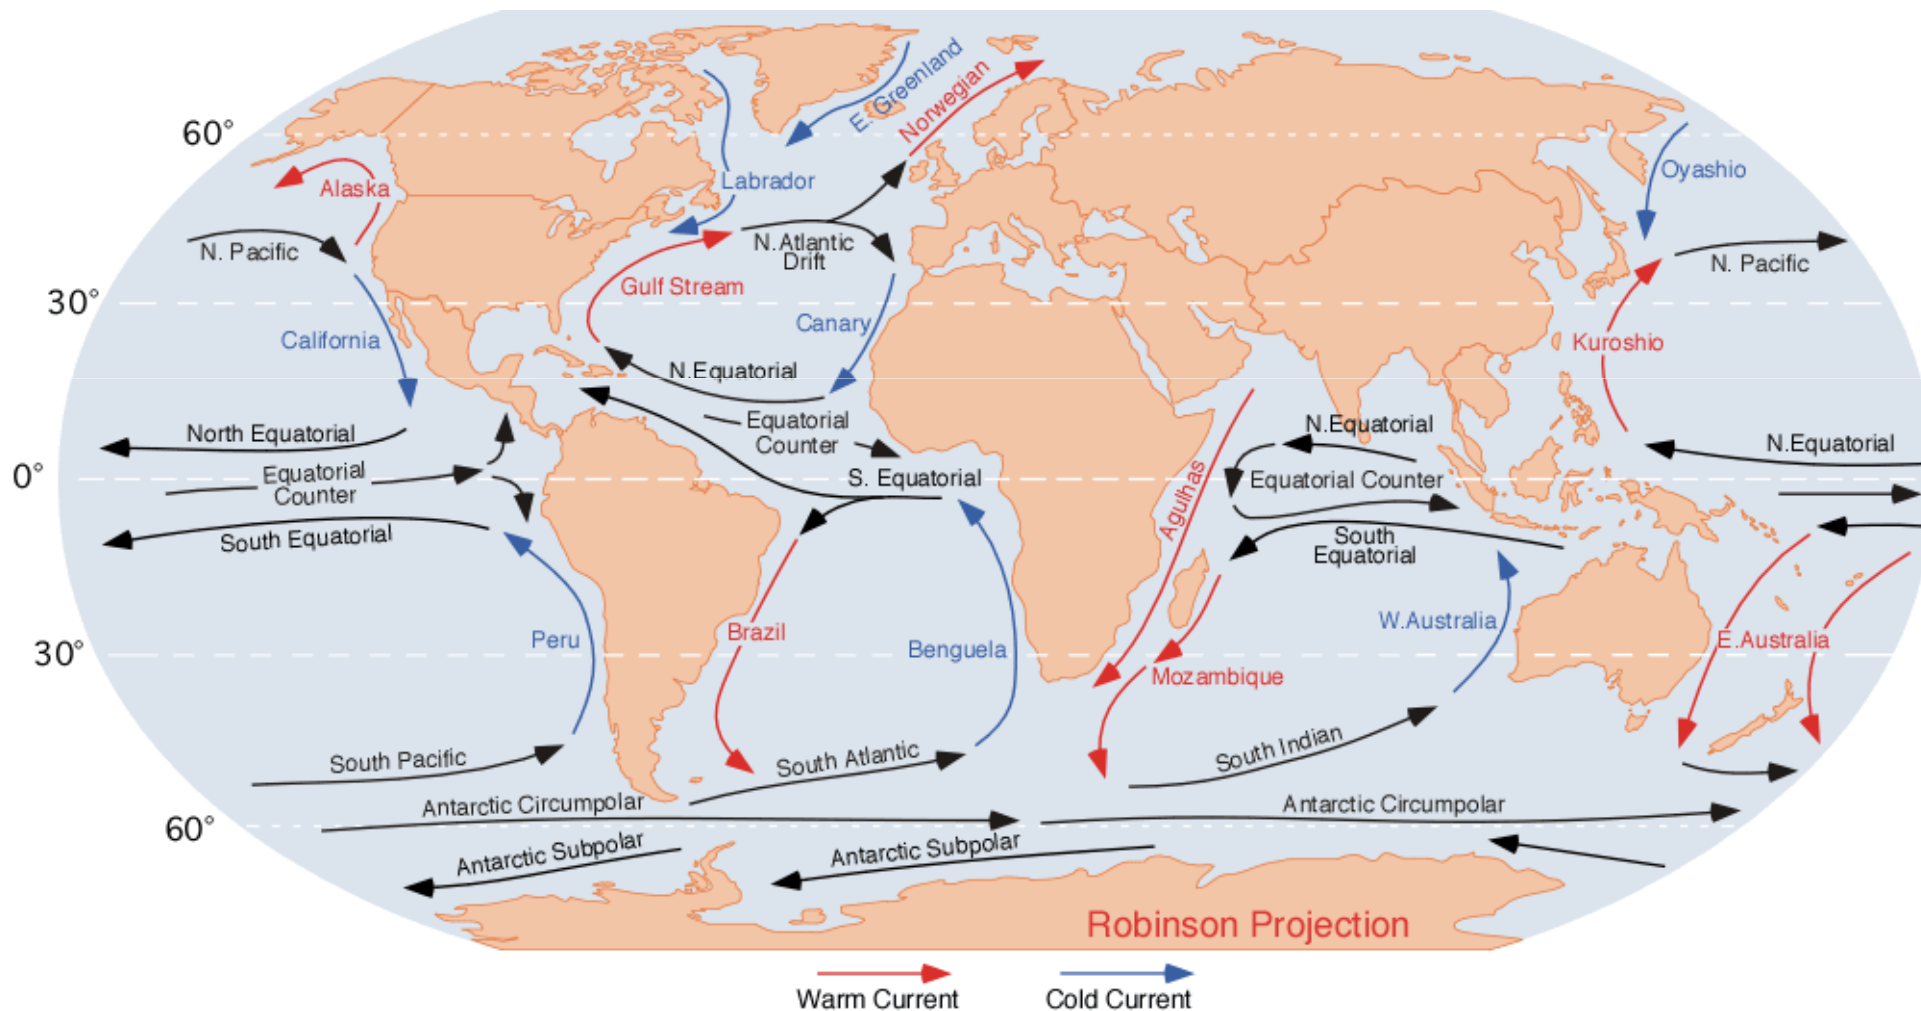 E. Greenland
Norwegian
60°
Alaska
Labrador
Oyashio
N. Pacific
N.Atlantic
Drift
N. Pacific
Gulf Stream
30°
California
Canary
Kuroshio
N.Equatorial
North Equatorial
Equatorial
Counter
N.Equatorial
N.Equatorial
0°
Equatorial
Counter
S. Equatorial
Agulhas
Equatorial Counter
South Equatorial
South
Equatorial
Peru
Brazil
Benguela
W.Australia
E.Australia
30°
Mozambique
South Pacific
South Atlantic
South Indian
Antarctic Circumpolar
Antarctic Circumpolar
60°
Antarctic Subpolar
Antarctic Subpolar
Robinson Projection
Warm Current
Cold Current